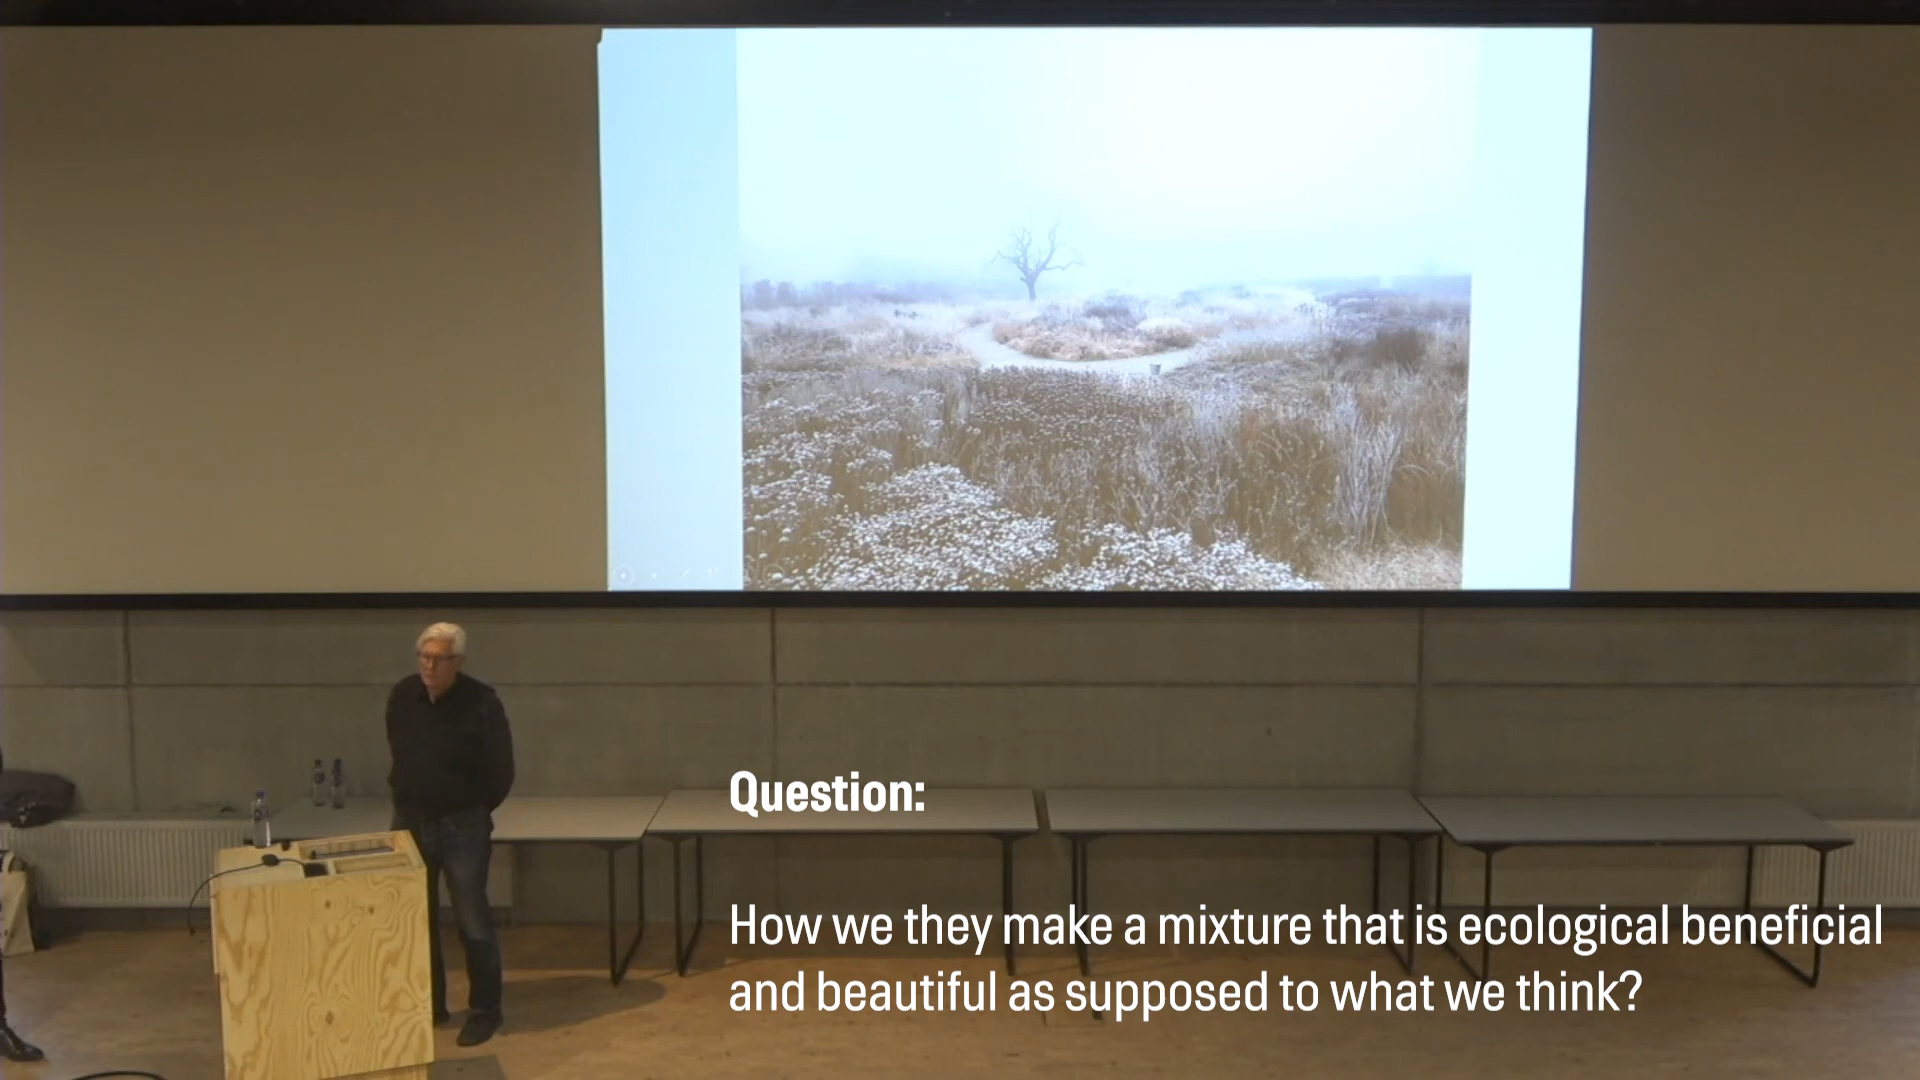 Question:
How we they make a mixture that is ecological beneficial
and beautiful as supposed to what we think?